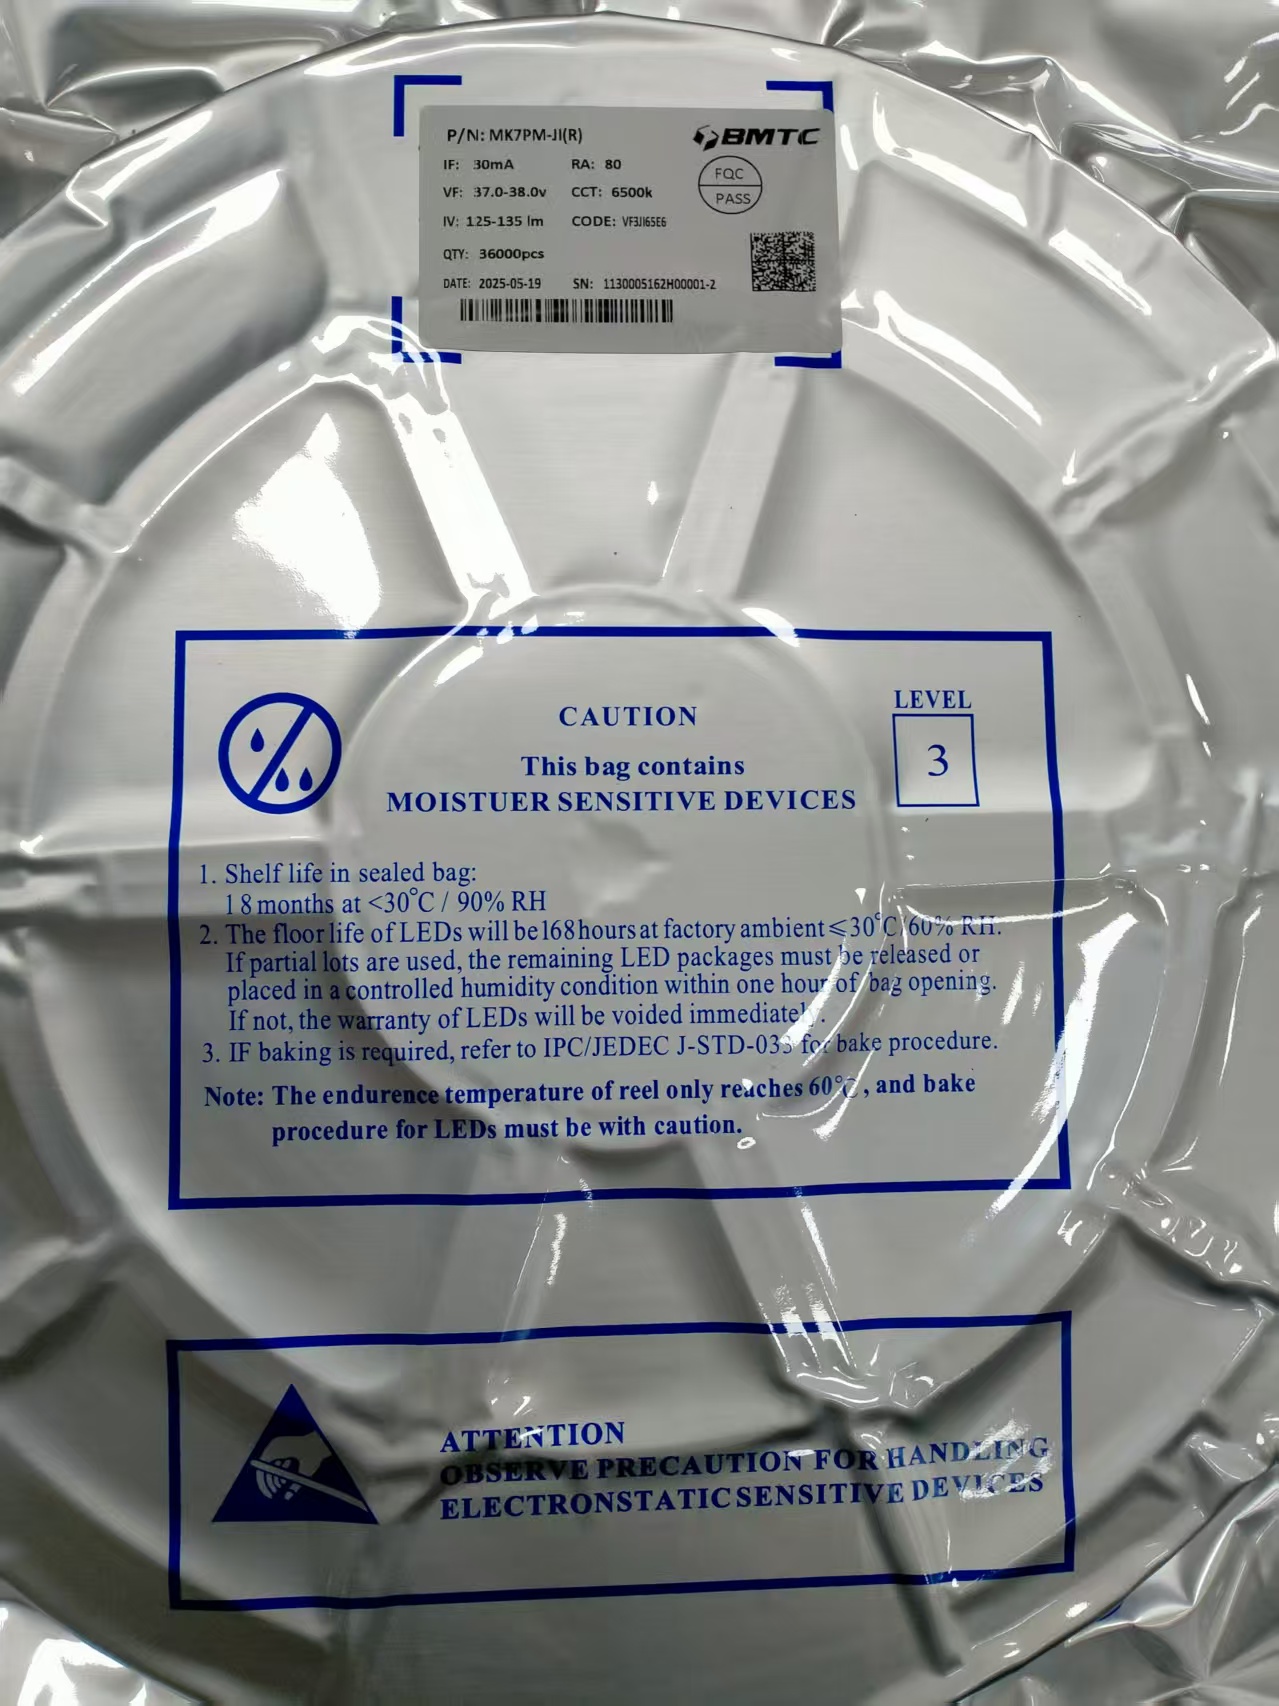 P/N: MK7PM-JI(R)
BMTC
IF: 30mA RA: 80
FQC
PASS
VF: 37.0-38.0v CCT: 6500k
IV: 125-135 lm CODE: VF3JI65E6
QTY: 36000pcs
DATE: 2025-05-19 SN: 1130005162H00001-2
LEVEL
3
CAUTION
This bag contains
MOISTUER SENSITIVE DEVICES
1. Shelf life in sealed bag:
18 months at <30°C / 90% RH
2. The floor life of LEDs will be 168 hours at factory ambient ≤30°C/60% RH.
If partial lots are used, the remaining LED packages must be released or
placed in a controlled humidity condition within one hour of bag opening.
If not, the warranty of LEDs will be voided immediately.
3. IF baking is required, refer to IPC/JEDEC J-STD-033 for bake procedure.
Note: The endurence temperature of reel only reaches 60°C, and bake
procedure for LEDs must be with caution.
ATTENTION
OBSERVE PRECAUTION FOR HANDLING
ELECTRONSTATIC SENSITIVE DEVICES